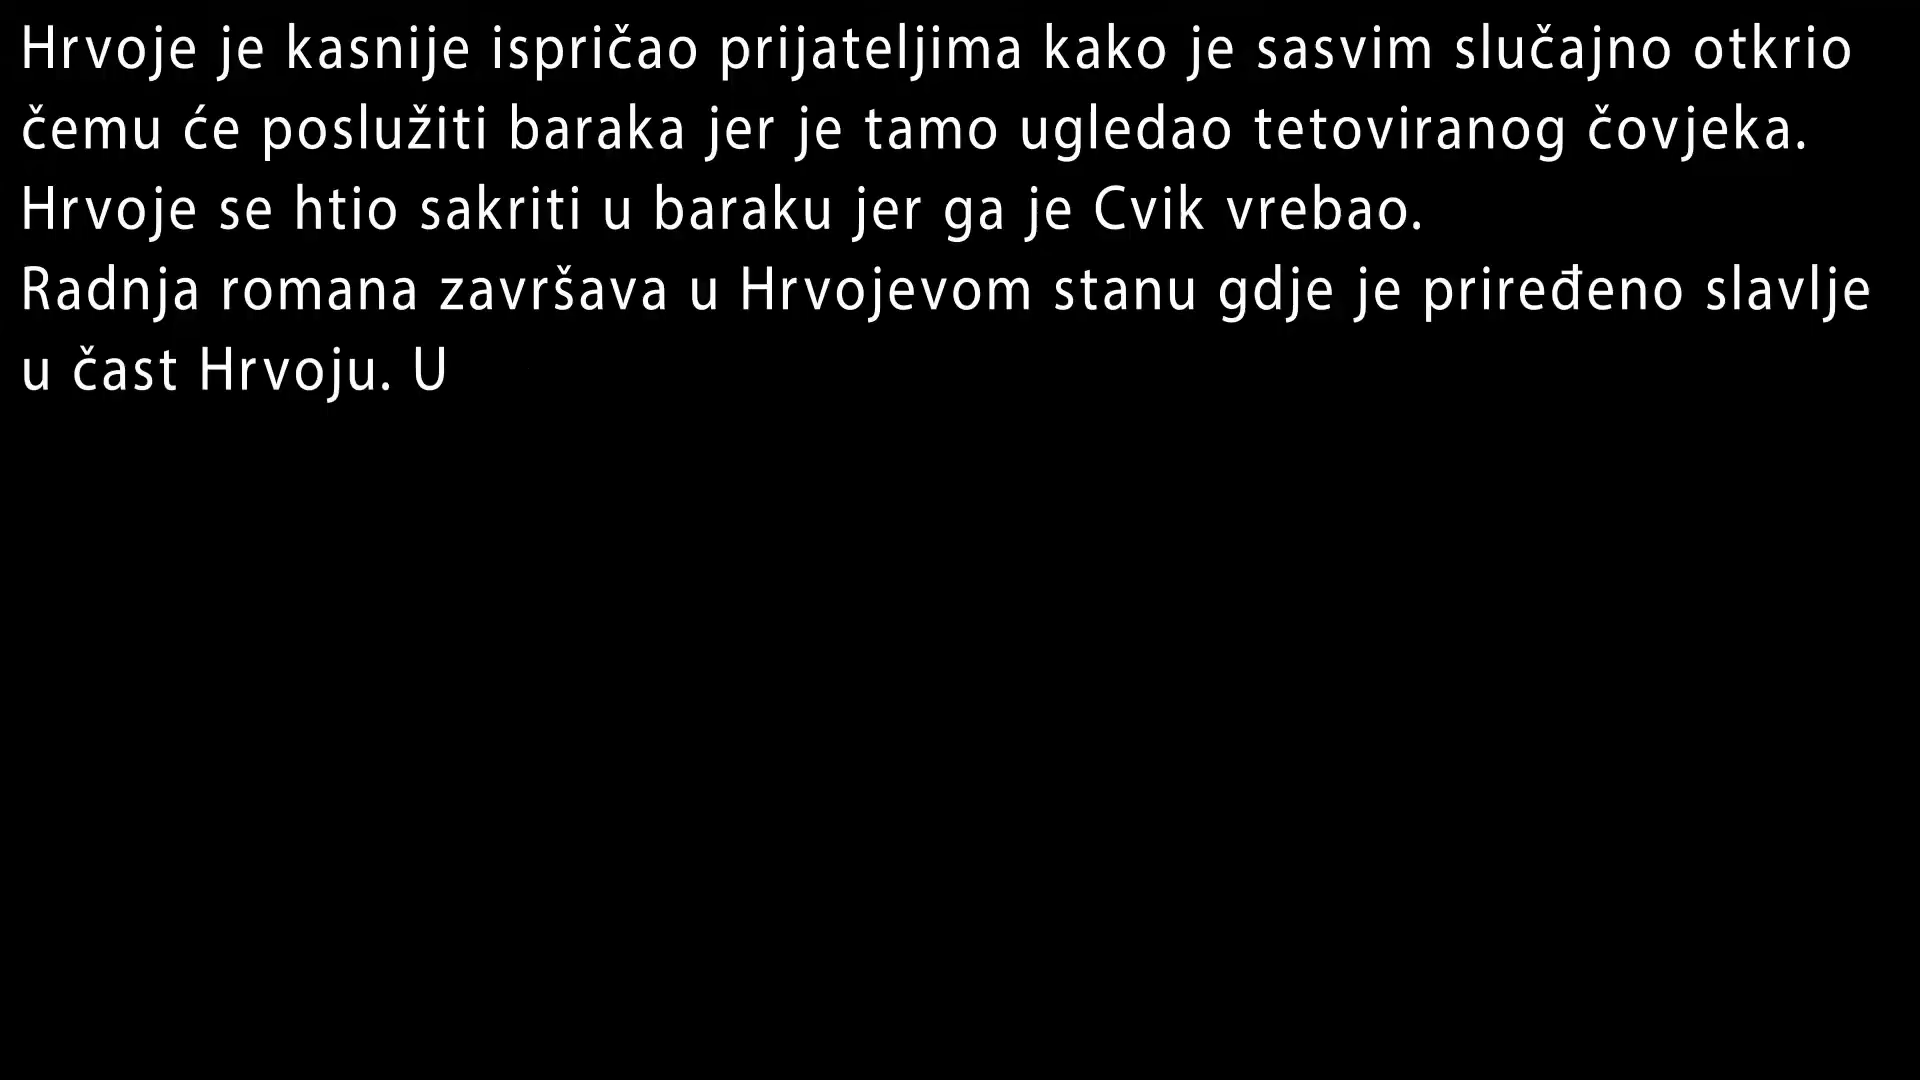 Hrvoje je kasnije ispričao prijateljima kako je sasvim slučajno otkrio
čemu će poslužiti baraka jer je tamo ugledao tetoviranog čovjeka.
Hrvoje se htio sakriti u baraku jer ga je Cvik vrebao.
Radnja romana završava u Hrvojevom stanu gdje je priređeno slavlje
u čast Hrvoju. U